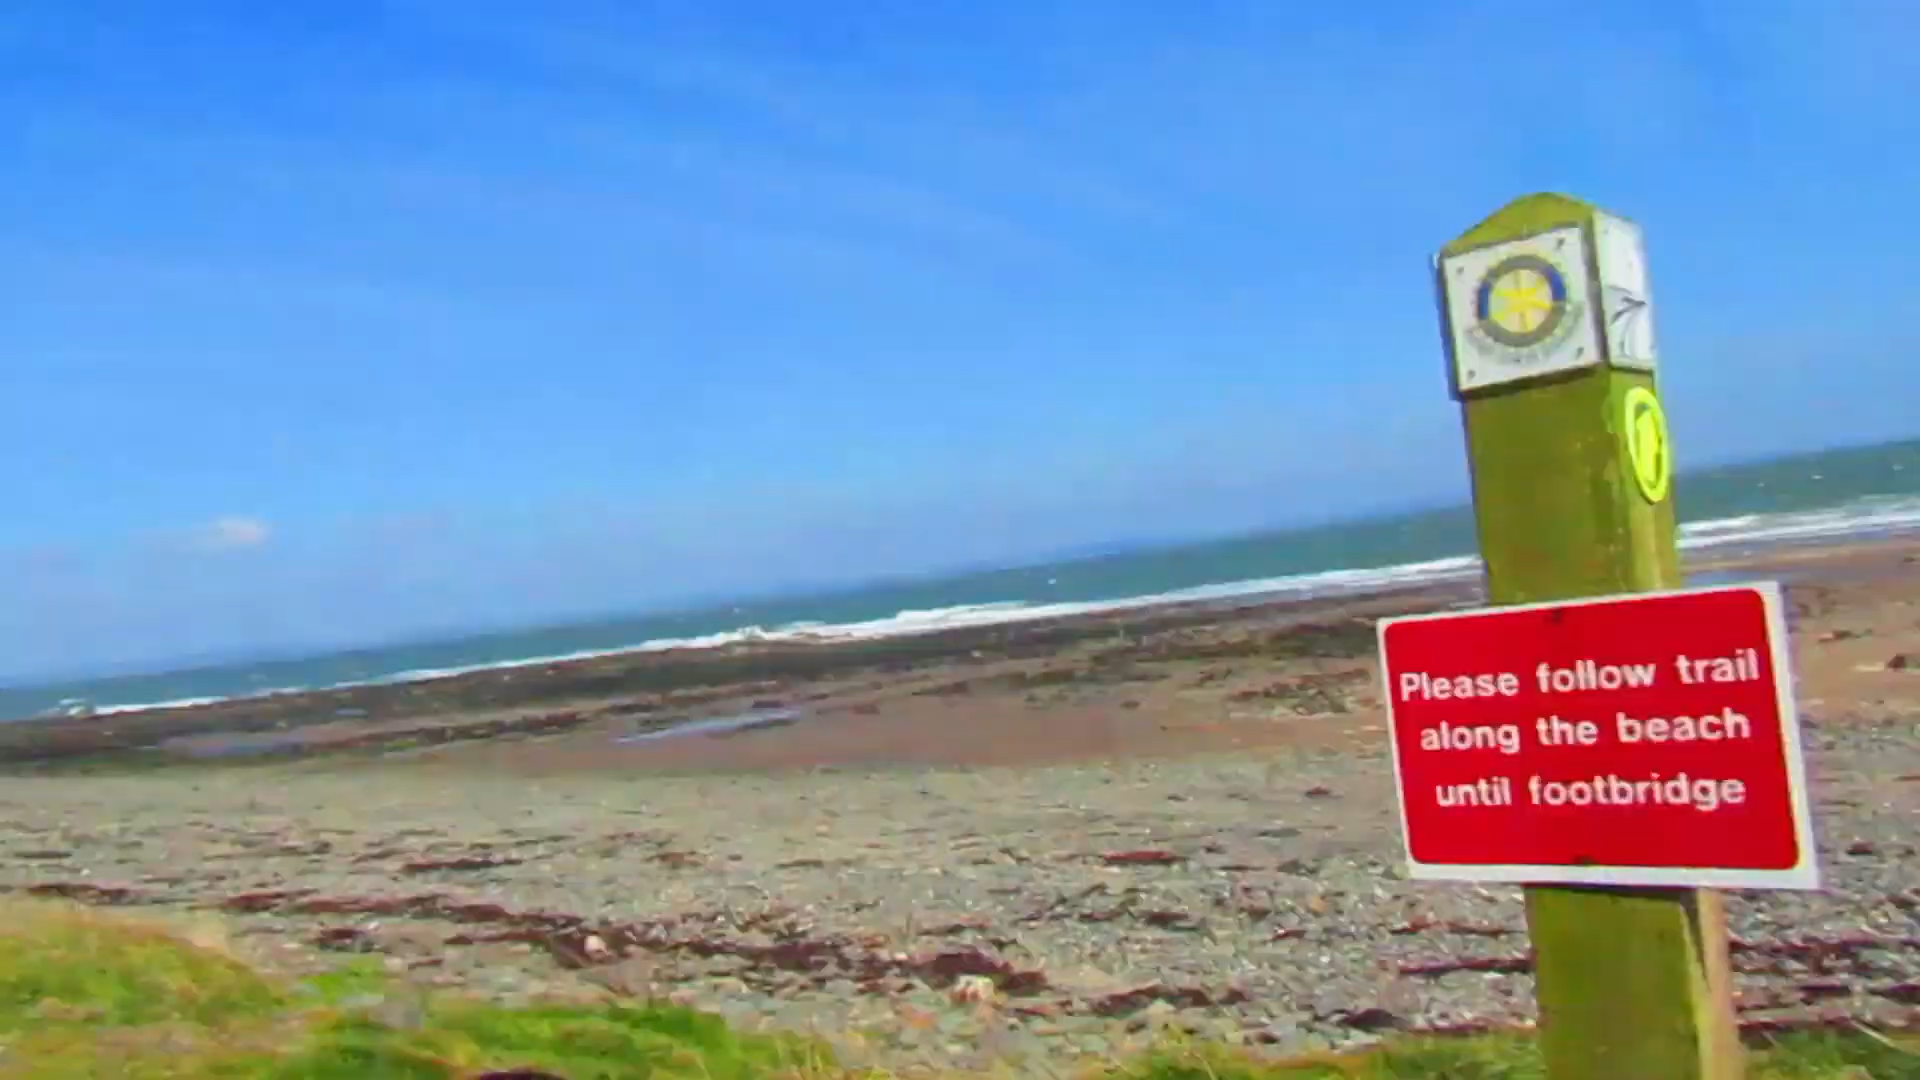 Please follow trail
along the beach
until footbridge